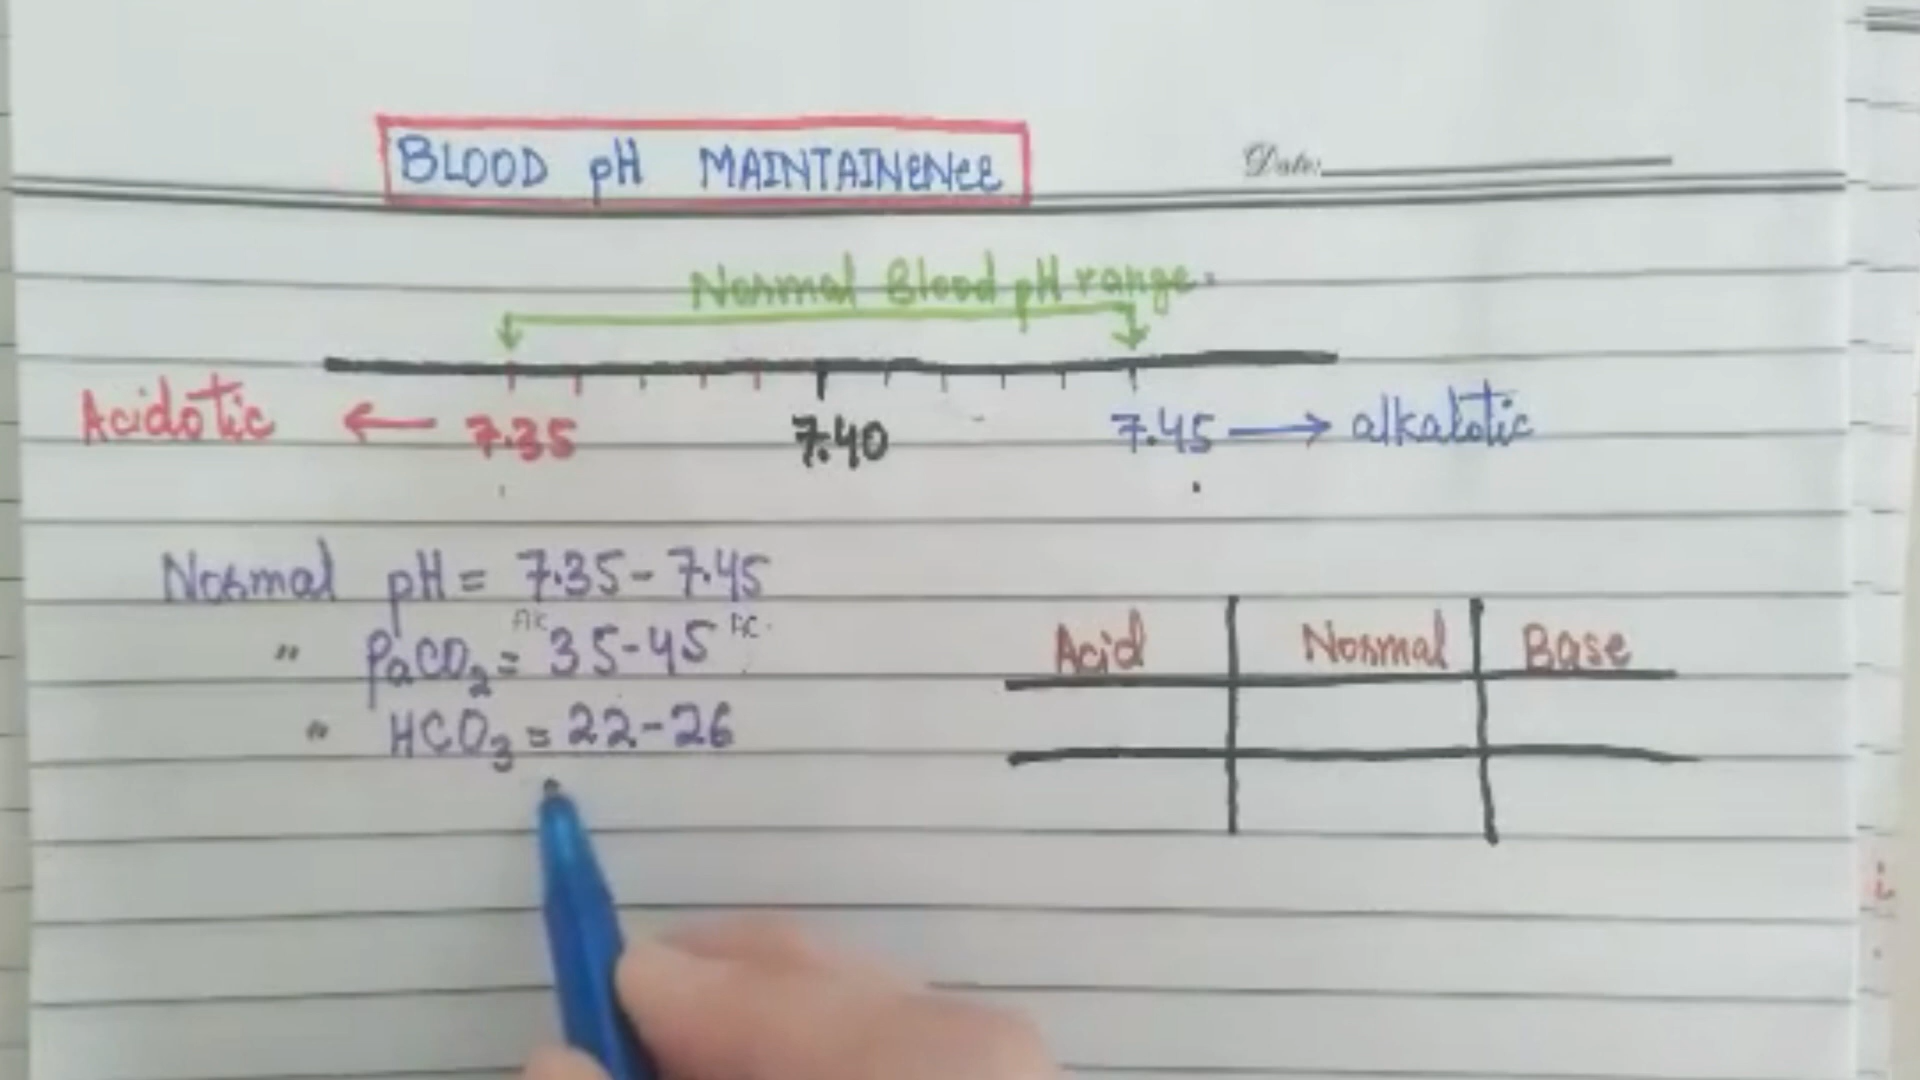 BLOOD pH MAINTAINENCE
Date:
Normal Blood pH range
Acidotic ← 7.35 7.40 7.45 → alkalotic
Normal pH = 7.35 - 7.45
" PaCO2 = 35-45
" HCO3 = 22-26
Acid Normal Base